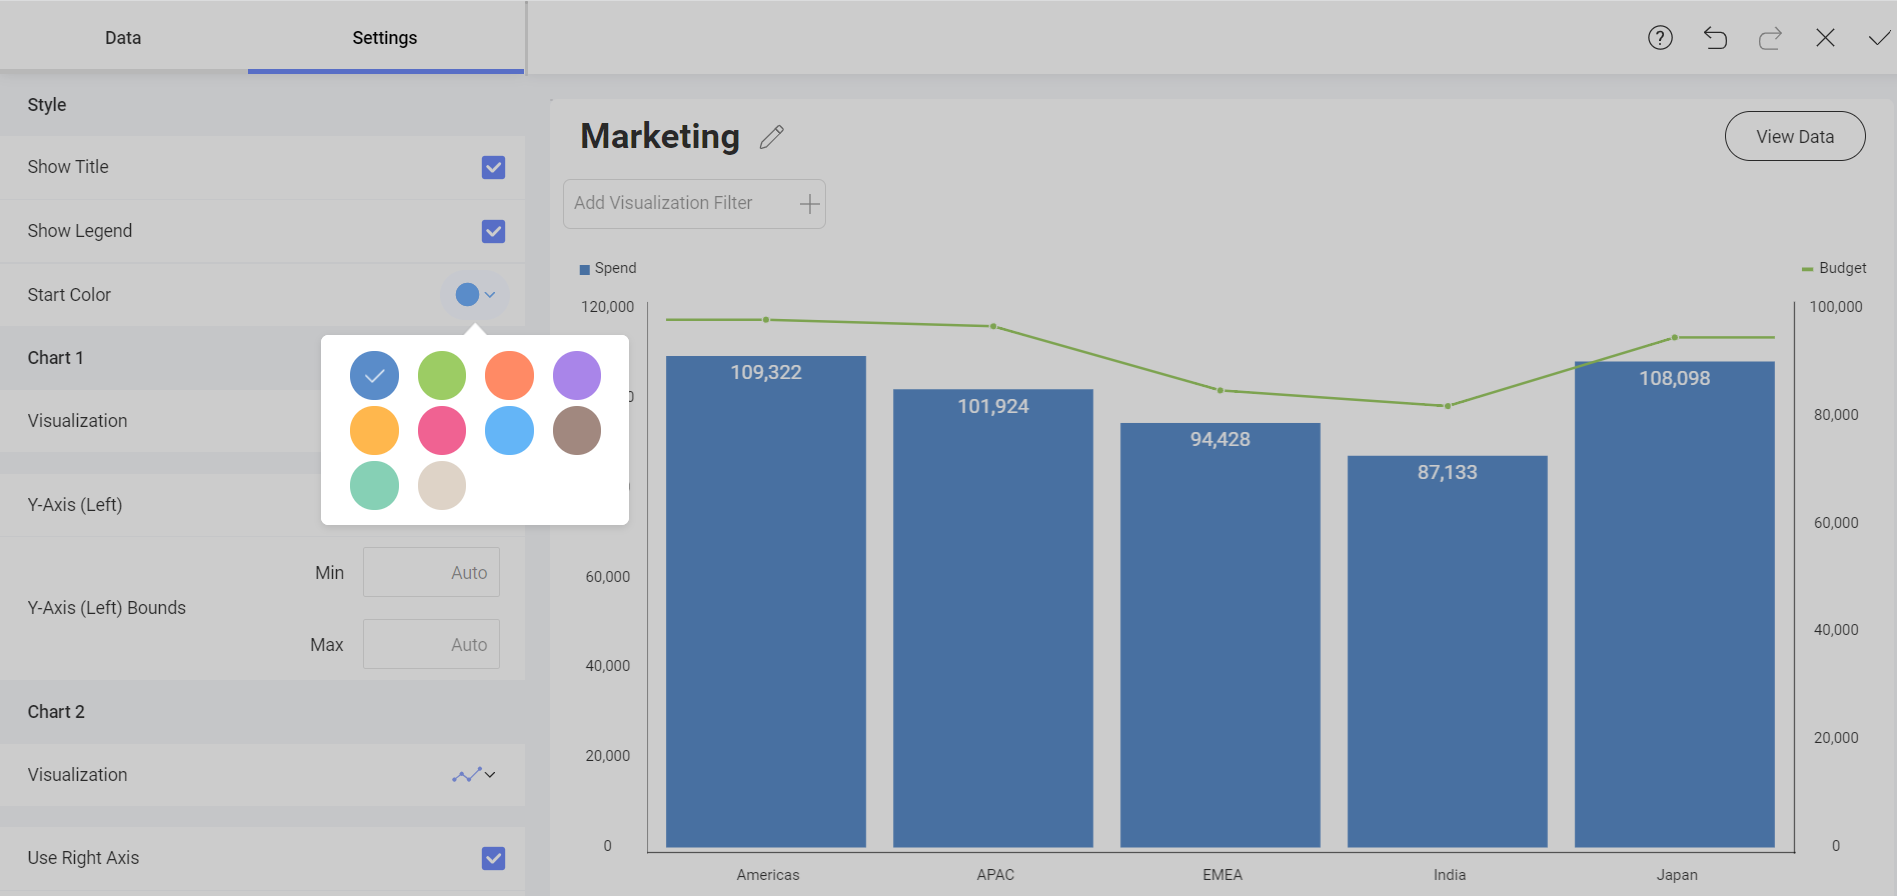 Data
Settings
Style
Show Title
Show Legend
Start Color
Chart 1
Visualization
Y-Axis (Left)
Y-Axis (Left) Bounds
Min
Auto
Max
Auto
Chart 2
Visualization
Use Right Axis
?
Marketing
View Data
Add Visualization Filter
Spend
Budget
120,000
0
60,000
40,000
20,000
0
109,322
101,924
94,428
87,133
108,098
100,000
80,000
60,000
40,000
20,000
0
Americas
APAC
EMEA
India
Japan